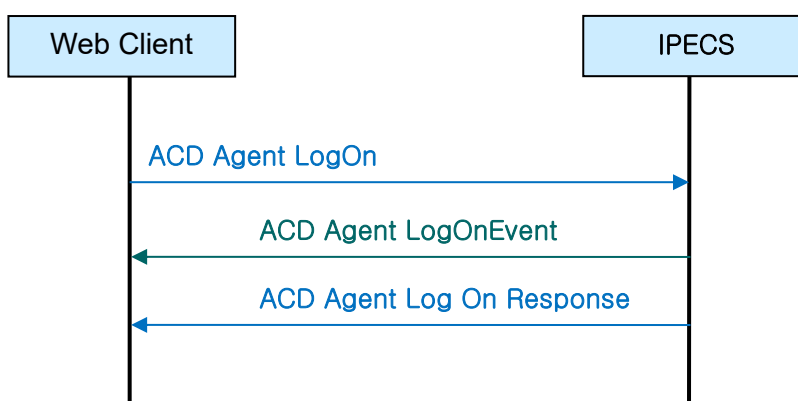 Web Client
IPECS
ACD Agent LogOn
ACD Agent LogOnEvent
ACD Agent Log On Response